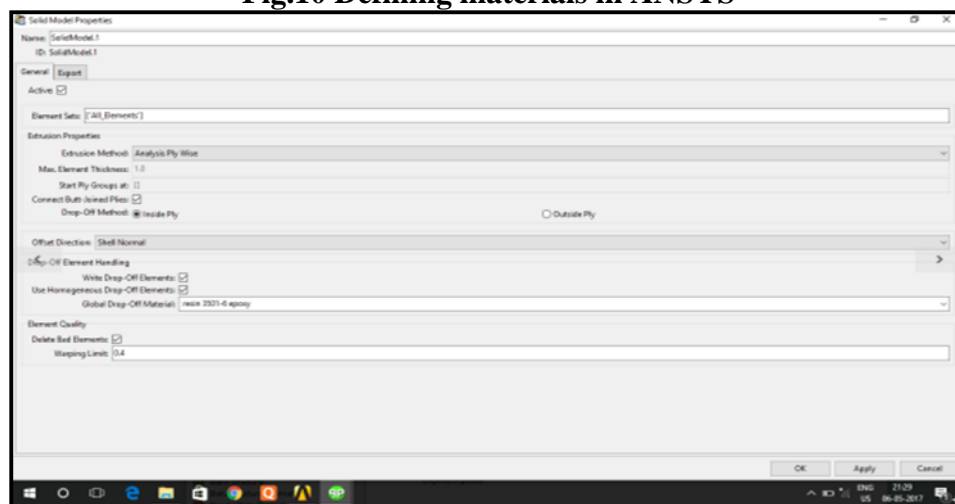 Fig.10 Defining materials in ANSYS
Solid Model Properties
Name: SolidModel.1
ID: SolidModel.1
General Export
Active
Element Sets: ['All_Elements']
Extrusion Properties
Extrusion Method: Analysis Ply Wise
Max. Element Thickness: 1.0
Start Ply Groups at: []
Connect Butt-Joined Plies:
Drop-Off Method: Inside Ply Outside Ply
Offset Direction: Shell Normal
Drop-Off Element Handling
Write Drop-Off Elements:
Use Homogeneous Drop-Off Elements:
Global Drop-Off Material: resin 3501-6 epoxy
Element Quality
Delete Bad Elements:
Warping Limit: 0.4
OK Apply Cancel
ENG 21:29
US 06-05-2017